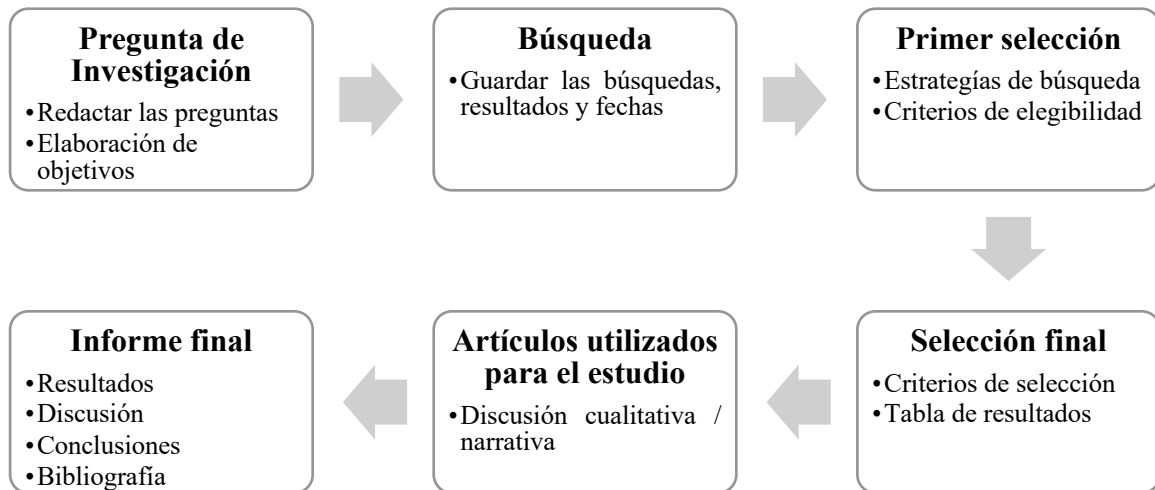 Pregunta de
Investigación
•Redactar las preguntas
•Elaboración de
objetivos
Búsqueda
•Guardar las búsquedas,
resultados y fechas
Primer selección
•Estrategías de búsqueda
•Criterios de elegibilidad
Selección final
•Criterios de selección
•Tabla de resultados
Artículos utilizados
para el estudio
•Discusión cualitativa /
narrativa
Informe final
•Resultados
•Discusión
•Conclusiones
•Bibliografía